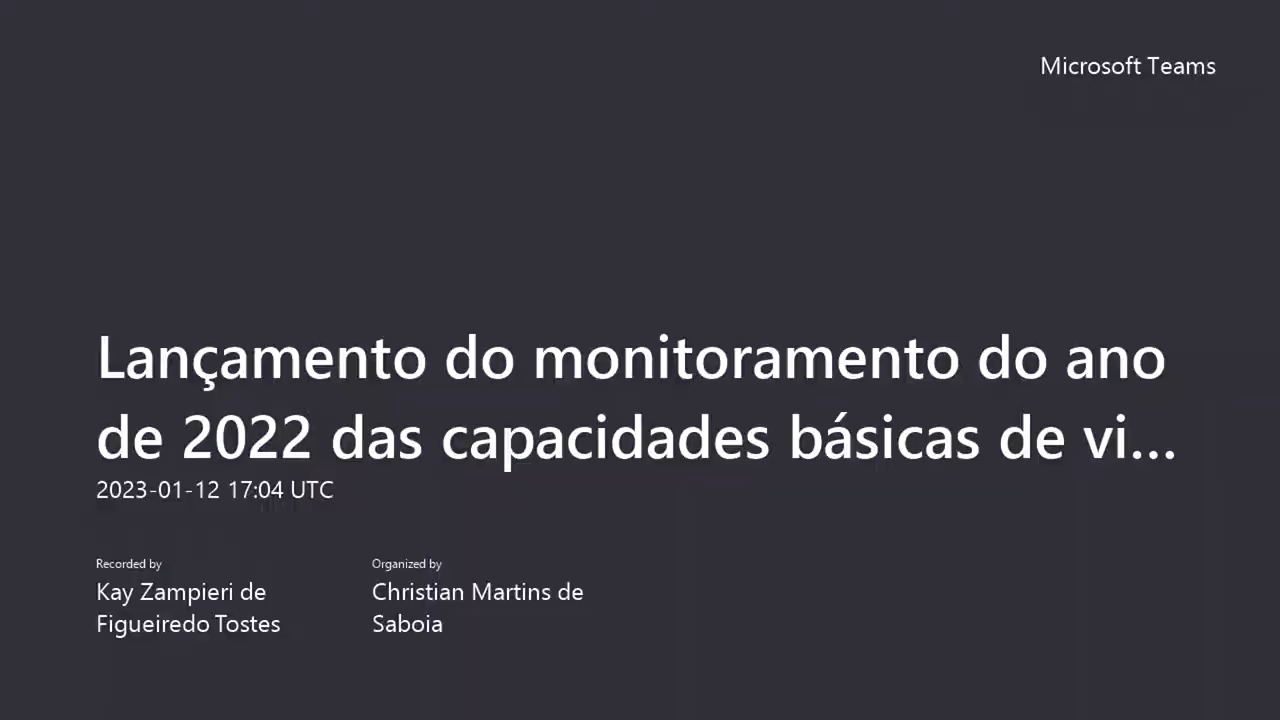 Microsoft Teams
Lançamento do monitoramento do ano
de 2022 das capacidades básicas de vi...
2023-01-12 17:04 UTC
Recorded by
Kay Zampieri de
Figueiredo Tostes
Organized by
Christian Martins de
Saboia